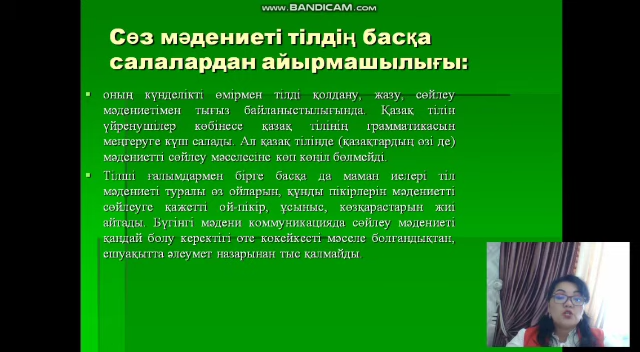 www.BANDICAM.com
Сөз мәдениеті тілдің басқа
салалардан айырмашылығы:
оның күнделікті өмірмен тілді қолдану, жазу, сөйлеу
мәдениетімен тығыз байланыстылығында. Қазақ тілін
үйренушілер көбінесе қазақ тілінің грамматикасын
меңгеруге күш салады. Ал қазақ тілінде (қазақтардың өзі де)
мәдениетті сөйлеу мәселесіне көп көңіл бөлмейді.
Тілші ғалымдармен бірге басқа да маман иелері тіл
мәдениеті туралы өз ойларын, құнды пікірлерін мәдениетті
сөйлеуге қажетті ой-пікір, ұсыныс, көзқарастарын жиі
айтады. Бүгінгі мәдени коммуникацияда сөйлеу мәдениеті
қандай болу керектігі өте көкейкесті мәселе болғандықтан,
ешуақытта әлеумет назарынан тыс қалмайды.